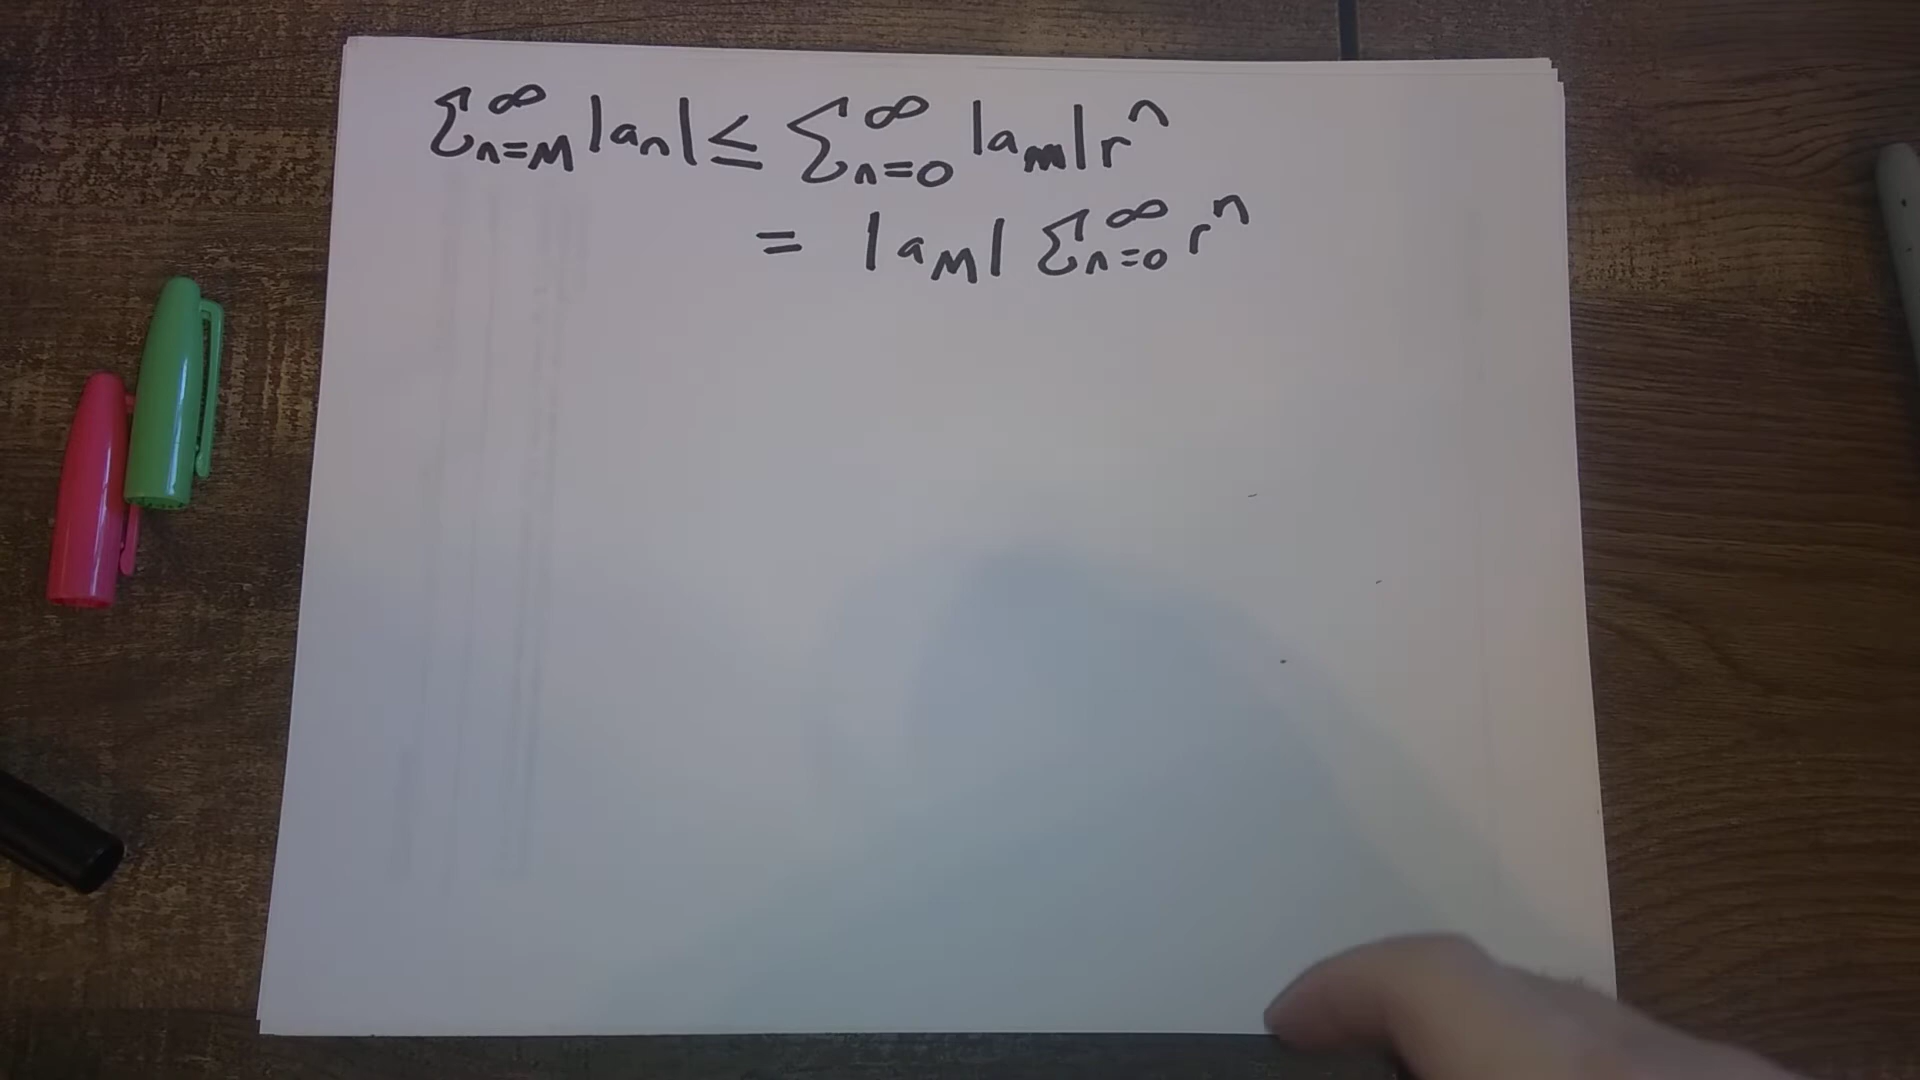 ∑_{n=M}^∞ |a_n| ≤ ∑_{n=0}^∞ |a_M| r^n
= |a_M| ∑_{n=0}^∞ r^n